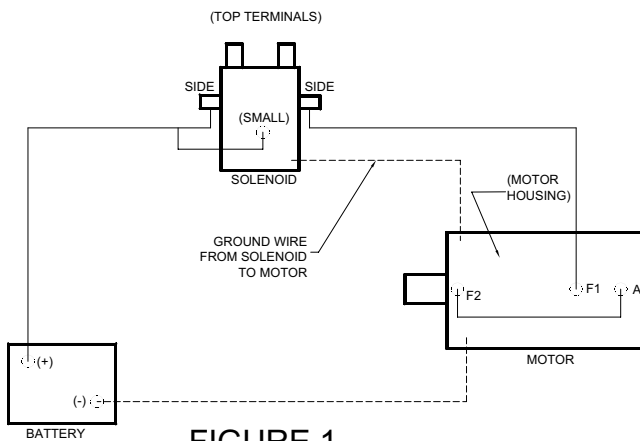 (TOP TERMINALS)
SIDE
SIDE
(SMALL)
SOLENOID
(MOTOR
HOUSING)
GROUND WIRE
FROM SOLENOID
TO MOTOR
F2
F1
A
MOTOR
(+)
(-)
BATTERY
FIGURE 1